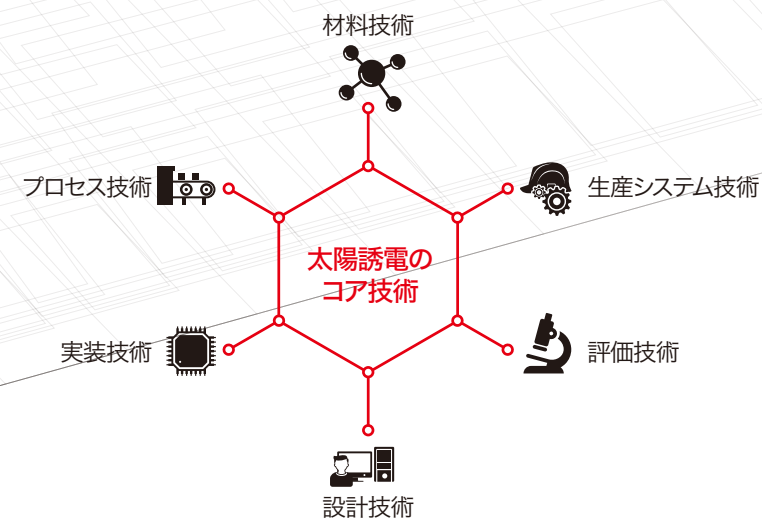 材料技術
プロセス技術
生産システム技術
太陽誘電の
コア技術
実装技術
評価技術
設計技術